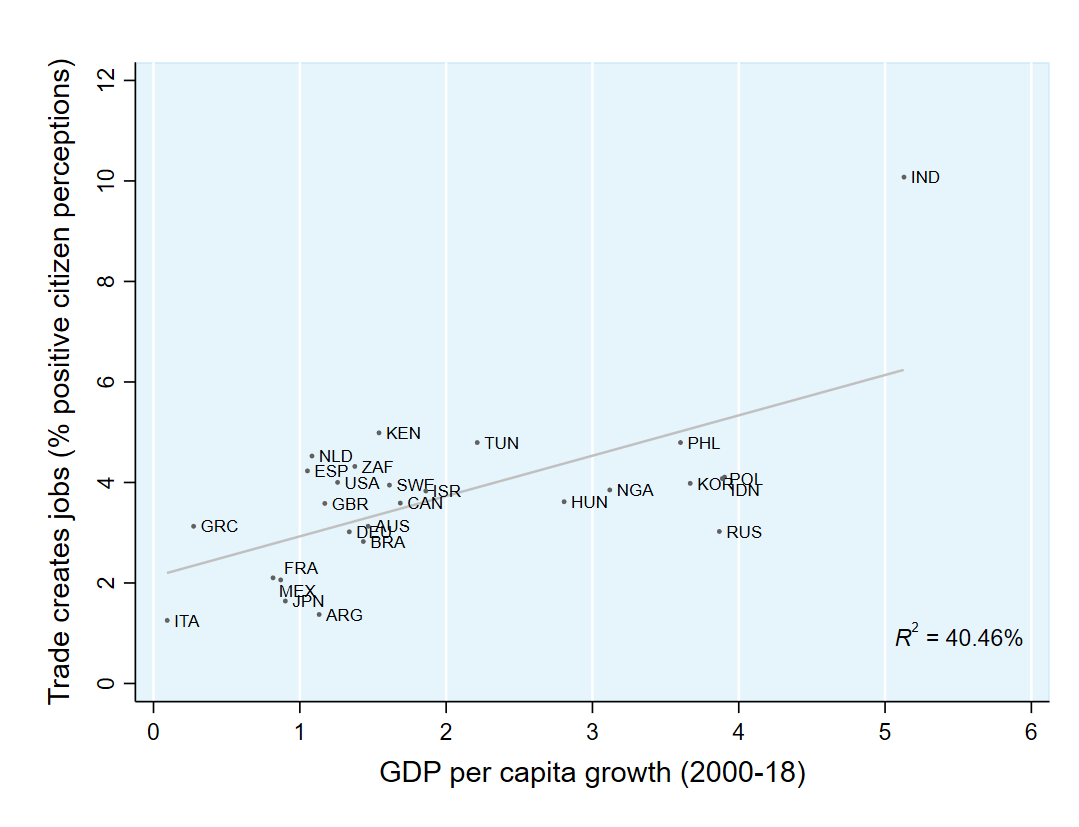 Trade creates jobs (% positive citizen perceptions)
12
10
8
6
4
2
0
IND
KEN
TUN
PHL
NLD
ZAF
ESP
USA
SWE
ISR
POL
KOR
IDN
NGA
GBR
CAN
HUN
GRC
AUS
DEU
BRA
RUS
FRA
MEX
JPN
ARG
ITA
R² = 40.46%
0 1 2 3 4 5 6
GDP per capita growth (2000-18)